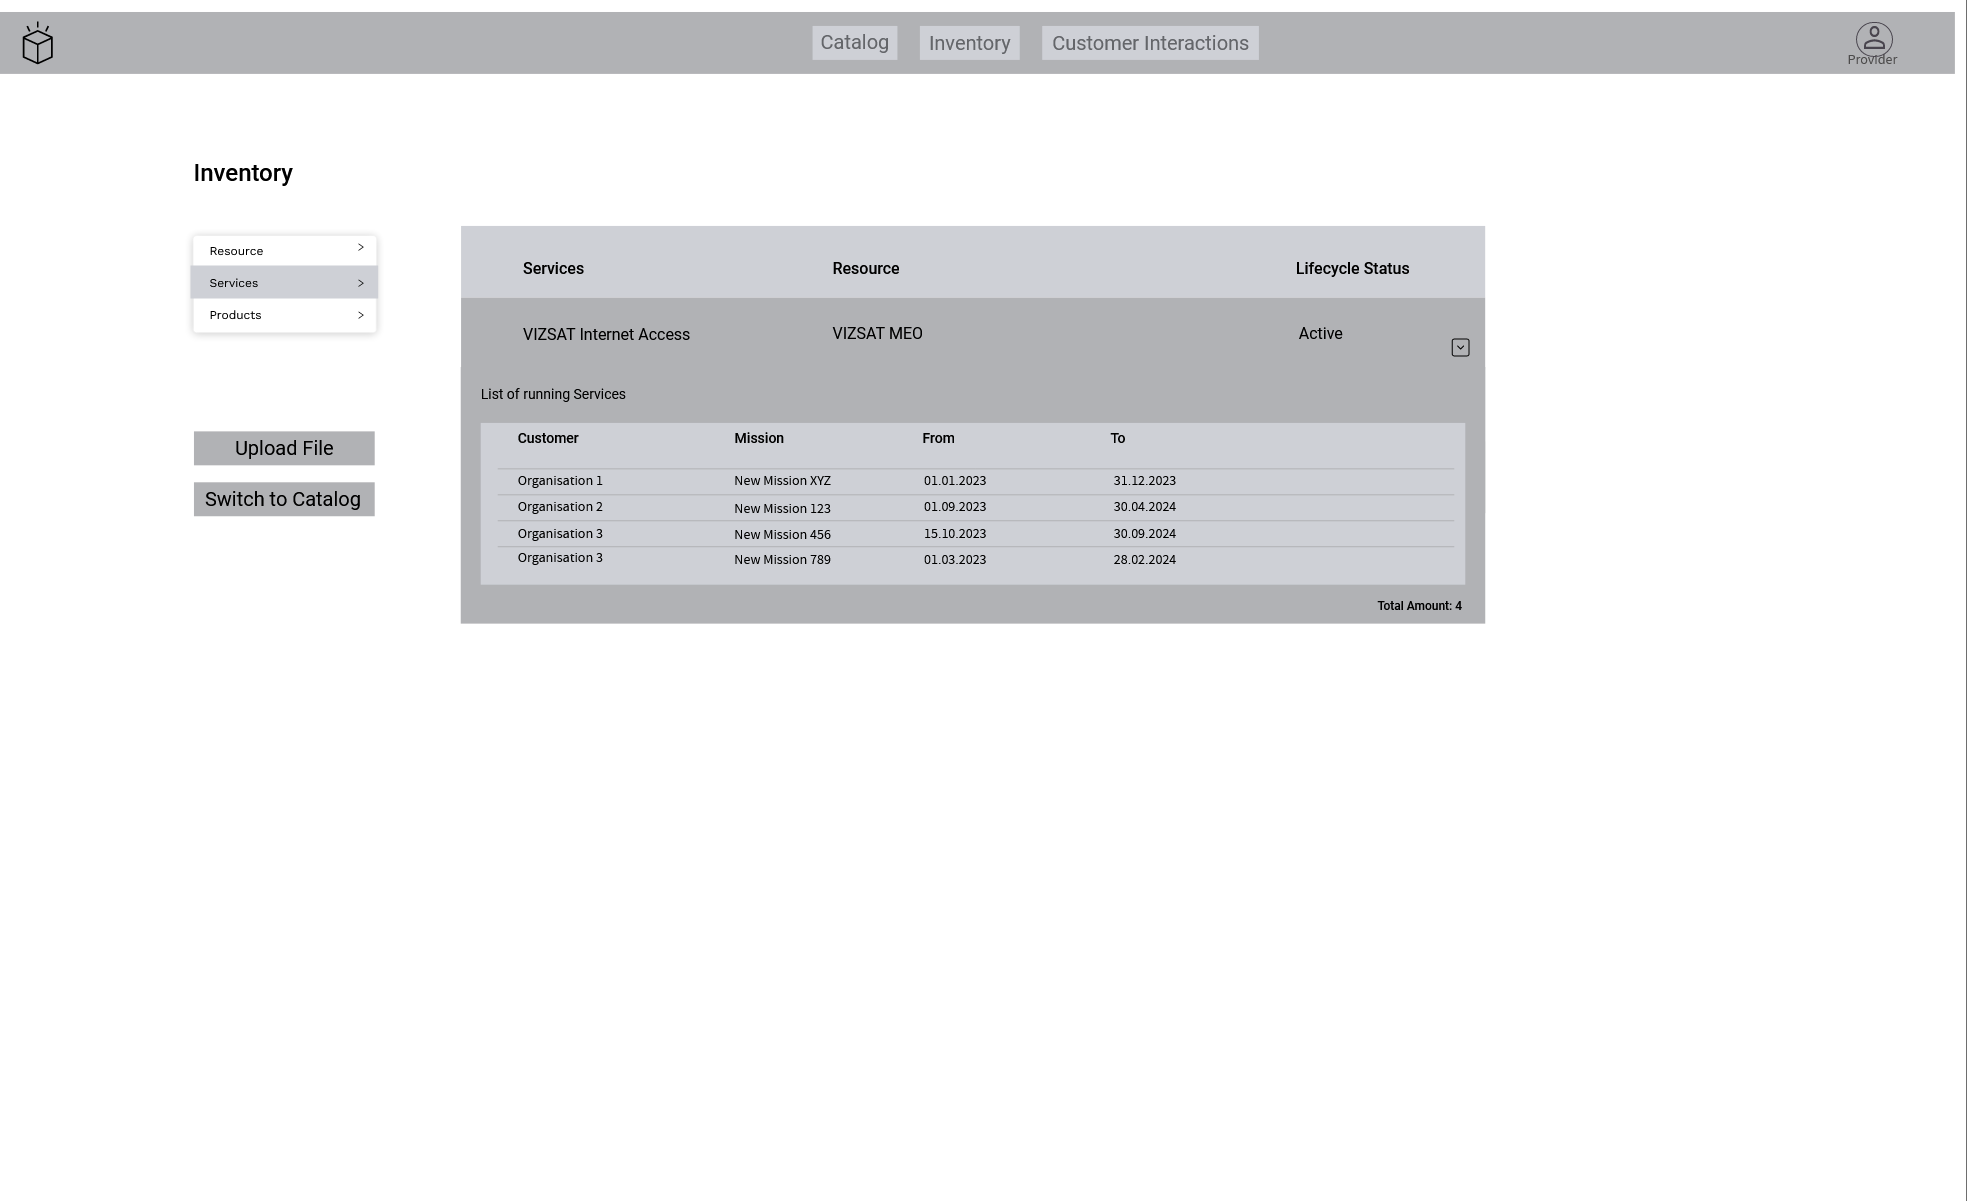 Catalog Inventory Customer Interactions
Provider
Inventory
Resource >
Services >
Products >
Upload File
Switch to Catalog
Services Resource Lifecycle Status
VIZSAT Internet Access VIZSAT MEO Active
List of running Services
Customer Mission From To
Organisation 1 New Mission XYZ 01.01.2023 31.12.2023
Organisation 2 New Mission 123 01.09.2023 30.04.2024
Organisation 3 New Mission 456 15.10.2023 30.09.2024
Organisation 3 New Mission 789 01.03.2023 28.02.2024
Total Amount: 4